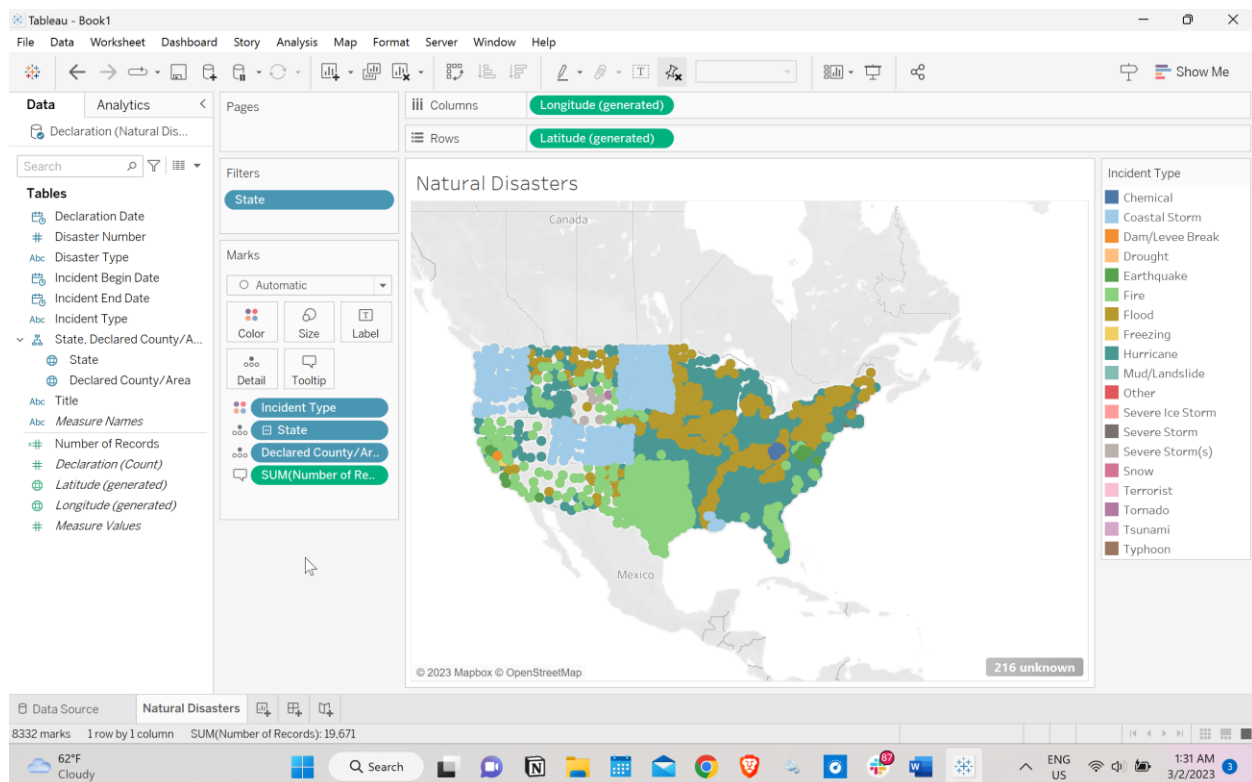 Tableau - Book1
File Data Worksheet Dashboard Story Analysis Map Format Server Window Help
Show Me
Data Analytics
Declaration (Natural Dis...
Search
Tables
Declaration Date
# Disaster Number
Abc Disaster Type
Incident Begin Date
Incident End Date
Abc Incident Type
State, Declared County/A...
State
Declared County/Area
Abc Title
Abc Measure Names
=# Number of Records
# Declaration (Count)
Latitude (generated)
Longitude (generated)
# Measure Values
Pages
Filters
State
Marks
Automatic
Color Size Label
Detail Tooltip
Incident Type
State
Declared County/Ar..
SUM(Number of Re..
Columns Longitude (generated)
Rows Latitude (generated)
Natural Disasters
Canada
Mexico
© 2023 Mapbox © OpenStreetMap
216 unknown
Incident Type
Chemical
Coastal Storm
Dam/Levee Break
Drought
Earthquake
Fire
Flood
Freezing
Hurricane
Mud/Landslide
Other
Severe Ice Storm
Severe Storm
Severe Storm(s)
Snow
Terrorist
Tornado
Tsunami
Typhoon
Data Source Natural Disasters
8332 marks 1 row by 1 column SUM(Number of Records): 19,671
62°F
Cloudy
Search
87
ENG
US
1:31 AM
3/2/2023
3